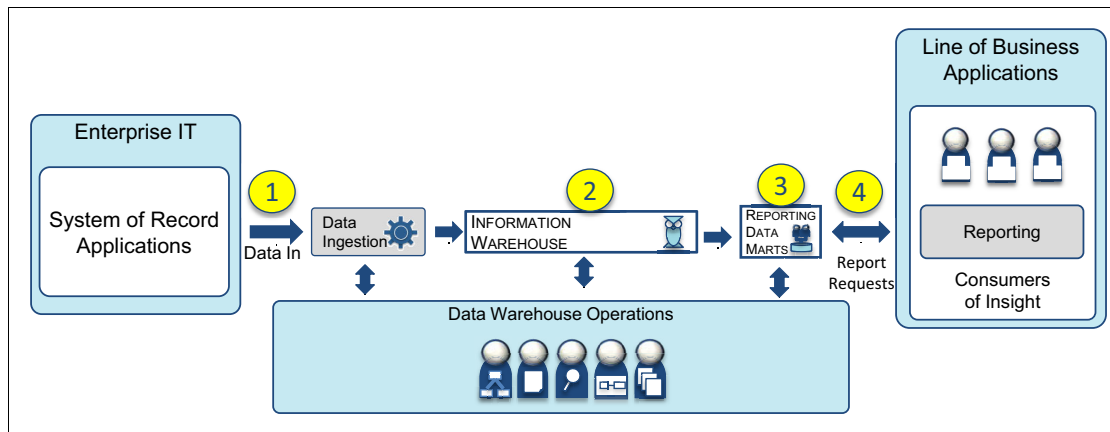 Enterprise IT
System of Record
Applications
1
Data In
Data
Ingestion
2
INFORMATION
WAREHOUSE
3
REPORTING
DATA
MARTS
4
Report
Requests
Line of Business
Applications
Reporting
Consumers
of Insight
Data Warehouse Operations